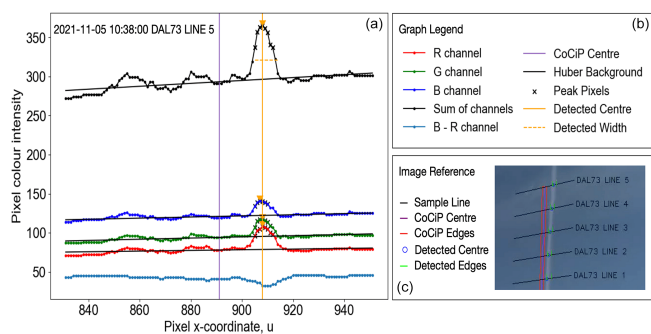 2021-11-05 10:38:00 DAL73 LINE 5
(a)
350
300
250
200
150
100
50
Pixel colour intensity
840
860
880
900
920
940
Pixel x-coordinate, u
(b)
Graph Legend
R channel
G channel
B channel
Sum of channels
B - R channel
CoCiP Centre
Huber Background
Peak Pixels
Detected Centre
Detected Width
Image Reference
Sample Line
CoCiP Centre
CoCiP Edges
Detected Centre
Detected Edges
(c)
DAL73 LINE 5
DAL73 LINE 4
DAL73 LINE 3
DAL73 LINE 2
DAL73 LINE 1